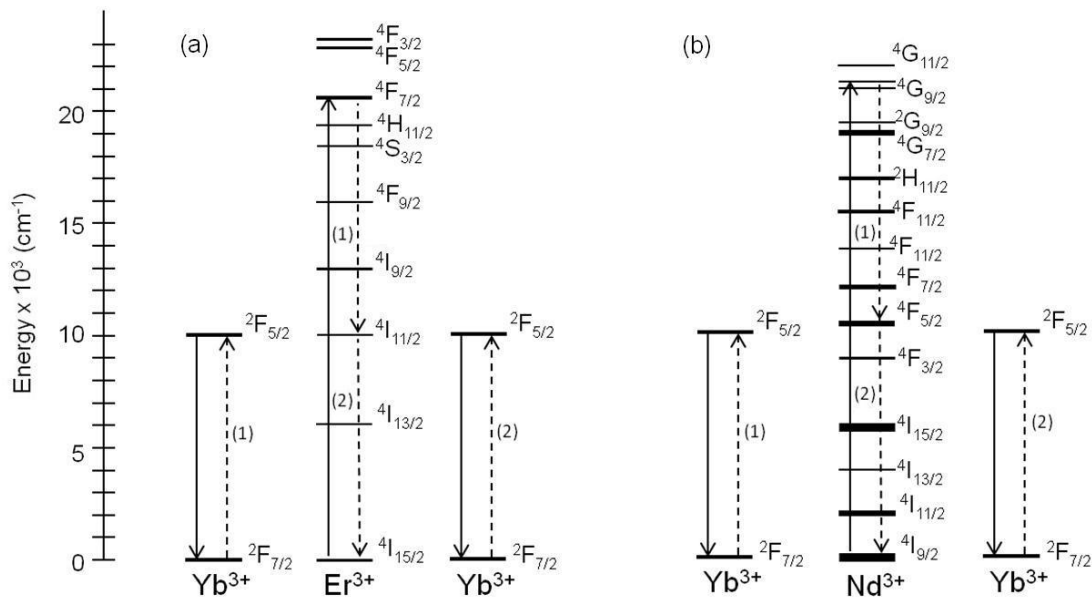 Energy x 10³ (cm⁻¹)
20
15
10
5
0
(a)
⁴F₃/₂
⁴F₅/₂
⁴F₇/₂
⁴H₁₁/₂
⁴S₃/₂
⁴F₉/₂
(1)
⁴I₉/₂
²F₅/₂
⁴I₁₁/₂
²F₅/₂
(1)
(2)
⁴I₁₃/₂
(2)
²F₇/₂
⁴I₁₅/₂
²F₇/₂
Yb³⁺
Er³⁺
Yb³⁺
(b)
⁴G₁₁/₂
⁴G₉/₂
²G₉/₂
⁴G₇/₂
²H₁₁/₂
⁴F₁₁/₂
(1)
⁴F₁₁/₂
⁴F₇/₂
²F₅/₂
⁴F₅/₂
²F₅/₂
⁴F₃/₂
(1)
(2)
⁴I₁₅/₂
(2)
⁴I₁₃/₂
⁴I₁₁/₂
²F₇/₂
⁴I₉/₂
²F₇/₂
Yb³⁺
Nd³⁺
Yb³⁺